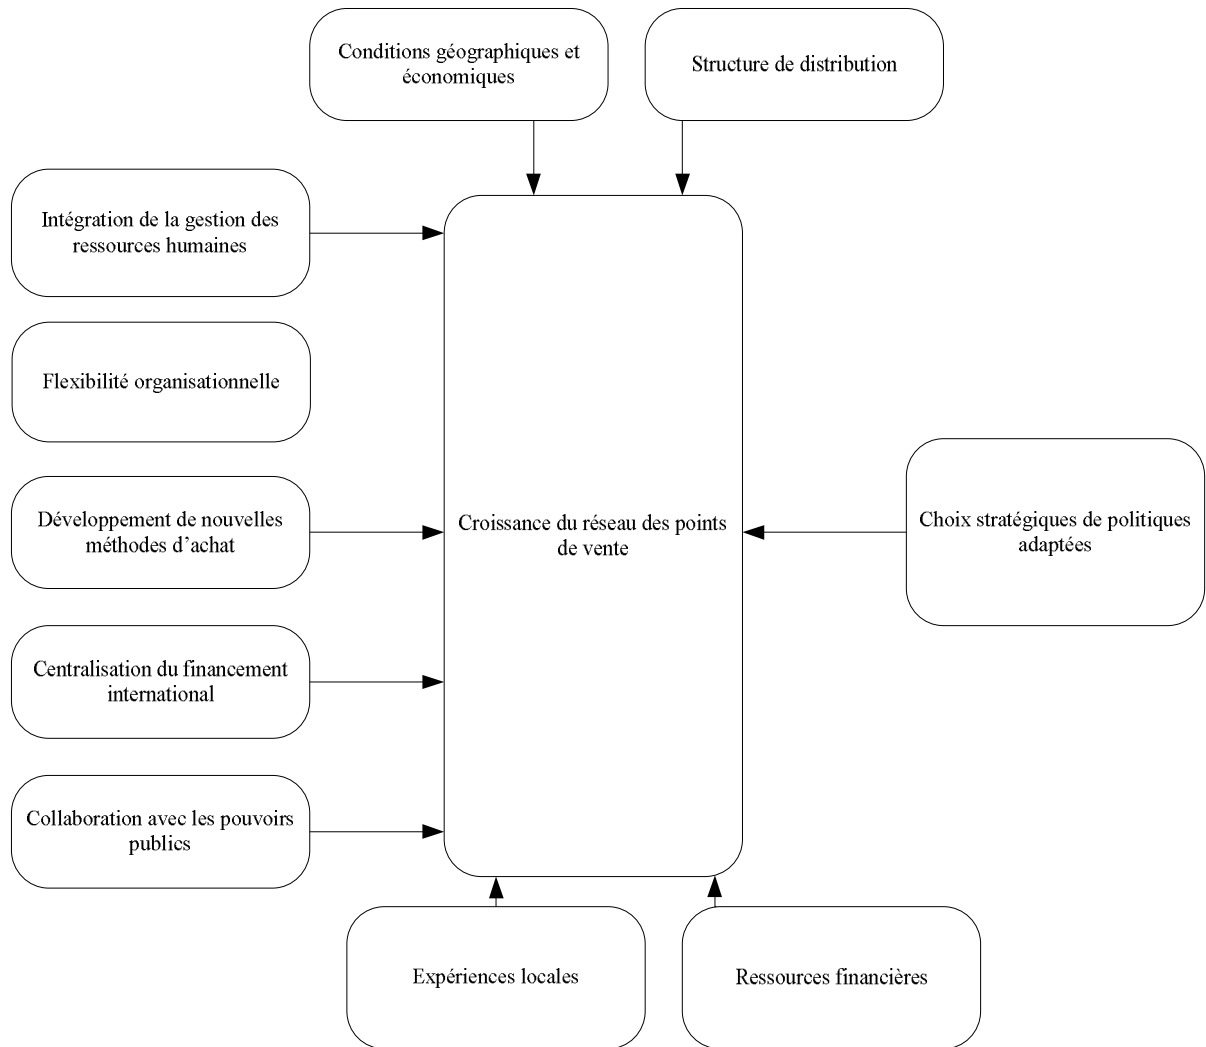 Conditions géographiques et
économiques
Structure de distribution
Intégration de la gestion des
ressources humaines
Flexibilité organisationnelle
Développement de nouvelles
méthodes d’achat
Croissance du réseau des points
de vente
Choix stratégiques de politiques
adaptées
Centralisation du financement
international
Collaboration avec les pouvoirs
publics
Expériences locales
Ressources financières